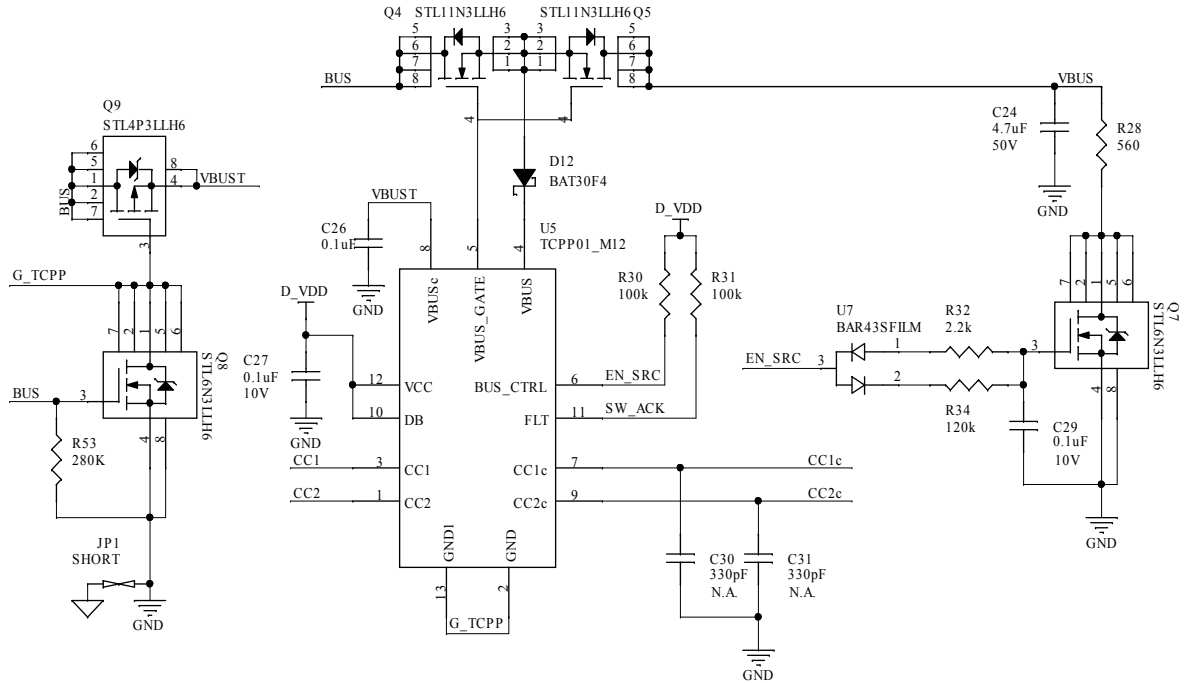 Q4 STL11N3LLH6 STL11N3LLH6 Q5
5 3 3 5
6 2 2 6
7 1 1 7
8 8
BUS
4 4
VBUS
C24
4.7uF
50V
R28
560
GND
Q9
STL4P3LLH6
6
5
1
2
7
8
4
3
BUS
VBUST
D12
BAT30F4
VBUST
C26
0.1uF
GND
U5
TCPP01_M12
8 5 4
VBUSc
VBUS_GATE
VBUS
D_VDD
R30
100k
R31
100k
G_TCPP
7 2 1 5 6
Q8
STL6N3LLH6
BUS
3
4 8
R53
280K
JP1
SHORT
GND
D_VDD
C27
0.1uF
10V
GND
12 VCC
10 DB
BUS_CTRL 6 EN_SRC
FLT 11 SW_ACK
CC1 3 CC1
CC2 1 CC2
CC1c 7 CC1c
CC2c 9 CC2c
GND1
GND
13 2
G_TCPP
C30
330pF
N.A.
C31
330pF
N.A.
GND
U7
BAR43SFILM
EN_SRC
3
1
2
R32
2.2k
R34
120k
C29
0.1uF
10V
7 2 1 5 6
Q7
STL6N3LLH6
3
4 8
GND